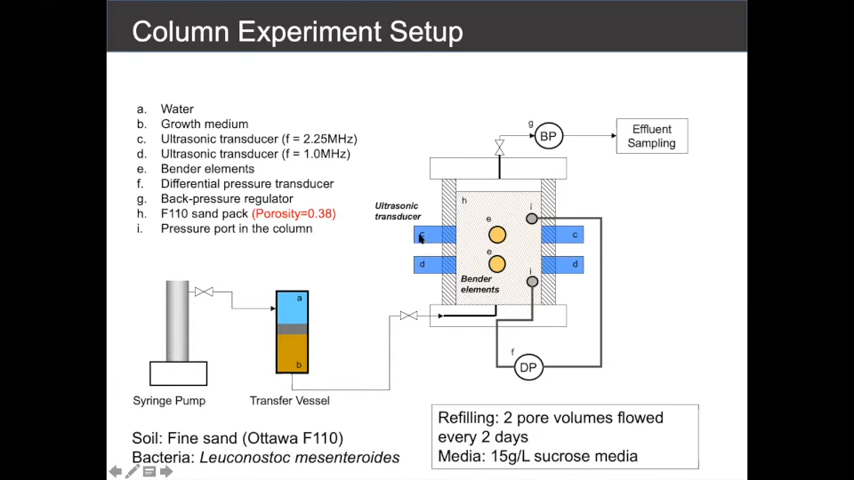 Column Experiment Setup
a. Water
b. Growth medium
c. Ultrasonic transducer (f = 2.25MHz)
d. Ultrasonic transducer (f = 1.0MHz)
e. Bender elements
f. Differential pressure transducer
g. Back-pressure regulator
h. F110 sand pack (Porosity=0.38)
i. Pressure port in the column
g
BP
Effluent
Sampling
Ultrasonic
transducer
h
i
e
c
c
e
d
d
i
Bender
elements
a
b
f
DP
Syringe Pump
Transfer Vessel
Soil: Fine sand (Ottawa F110)
Bacteria: Leuconostoc mesenteroides
Refilling: 2 pore volumes flowed
every 2 days
Media: 15g/L sucrose media